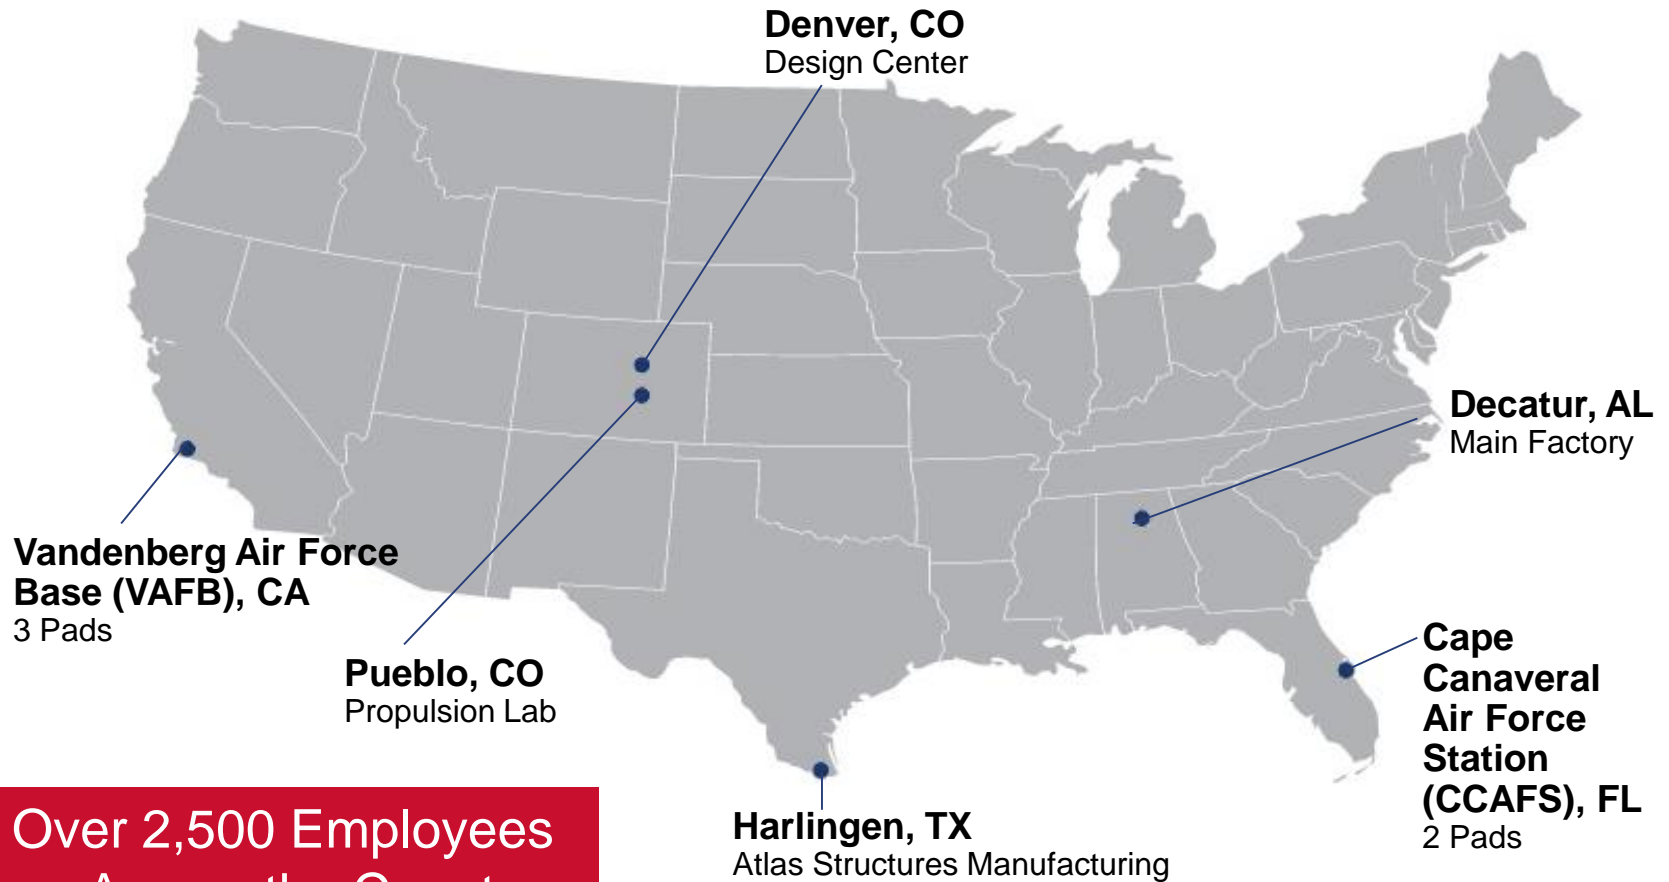 Denver, CO
Design Center
Decatur, AL
Main Factory
Vandenberg Air Force
Base (VAFB), CA
3 Pads
Pueblo, CO
Propulsion Lab
Cape
Canaveral
Air Force
Station
(CCAFS), FL
2 Pads
Harlingen, TX
Atlas Structures Manufacturing
Over 2,500 Employees